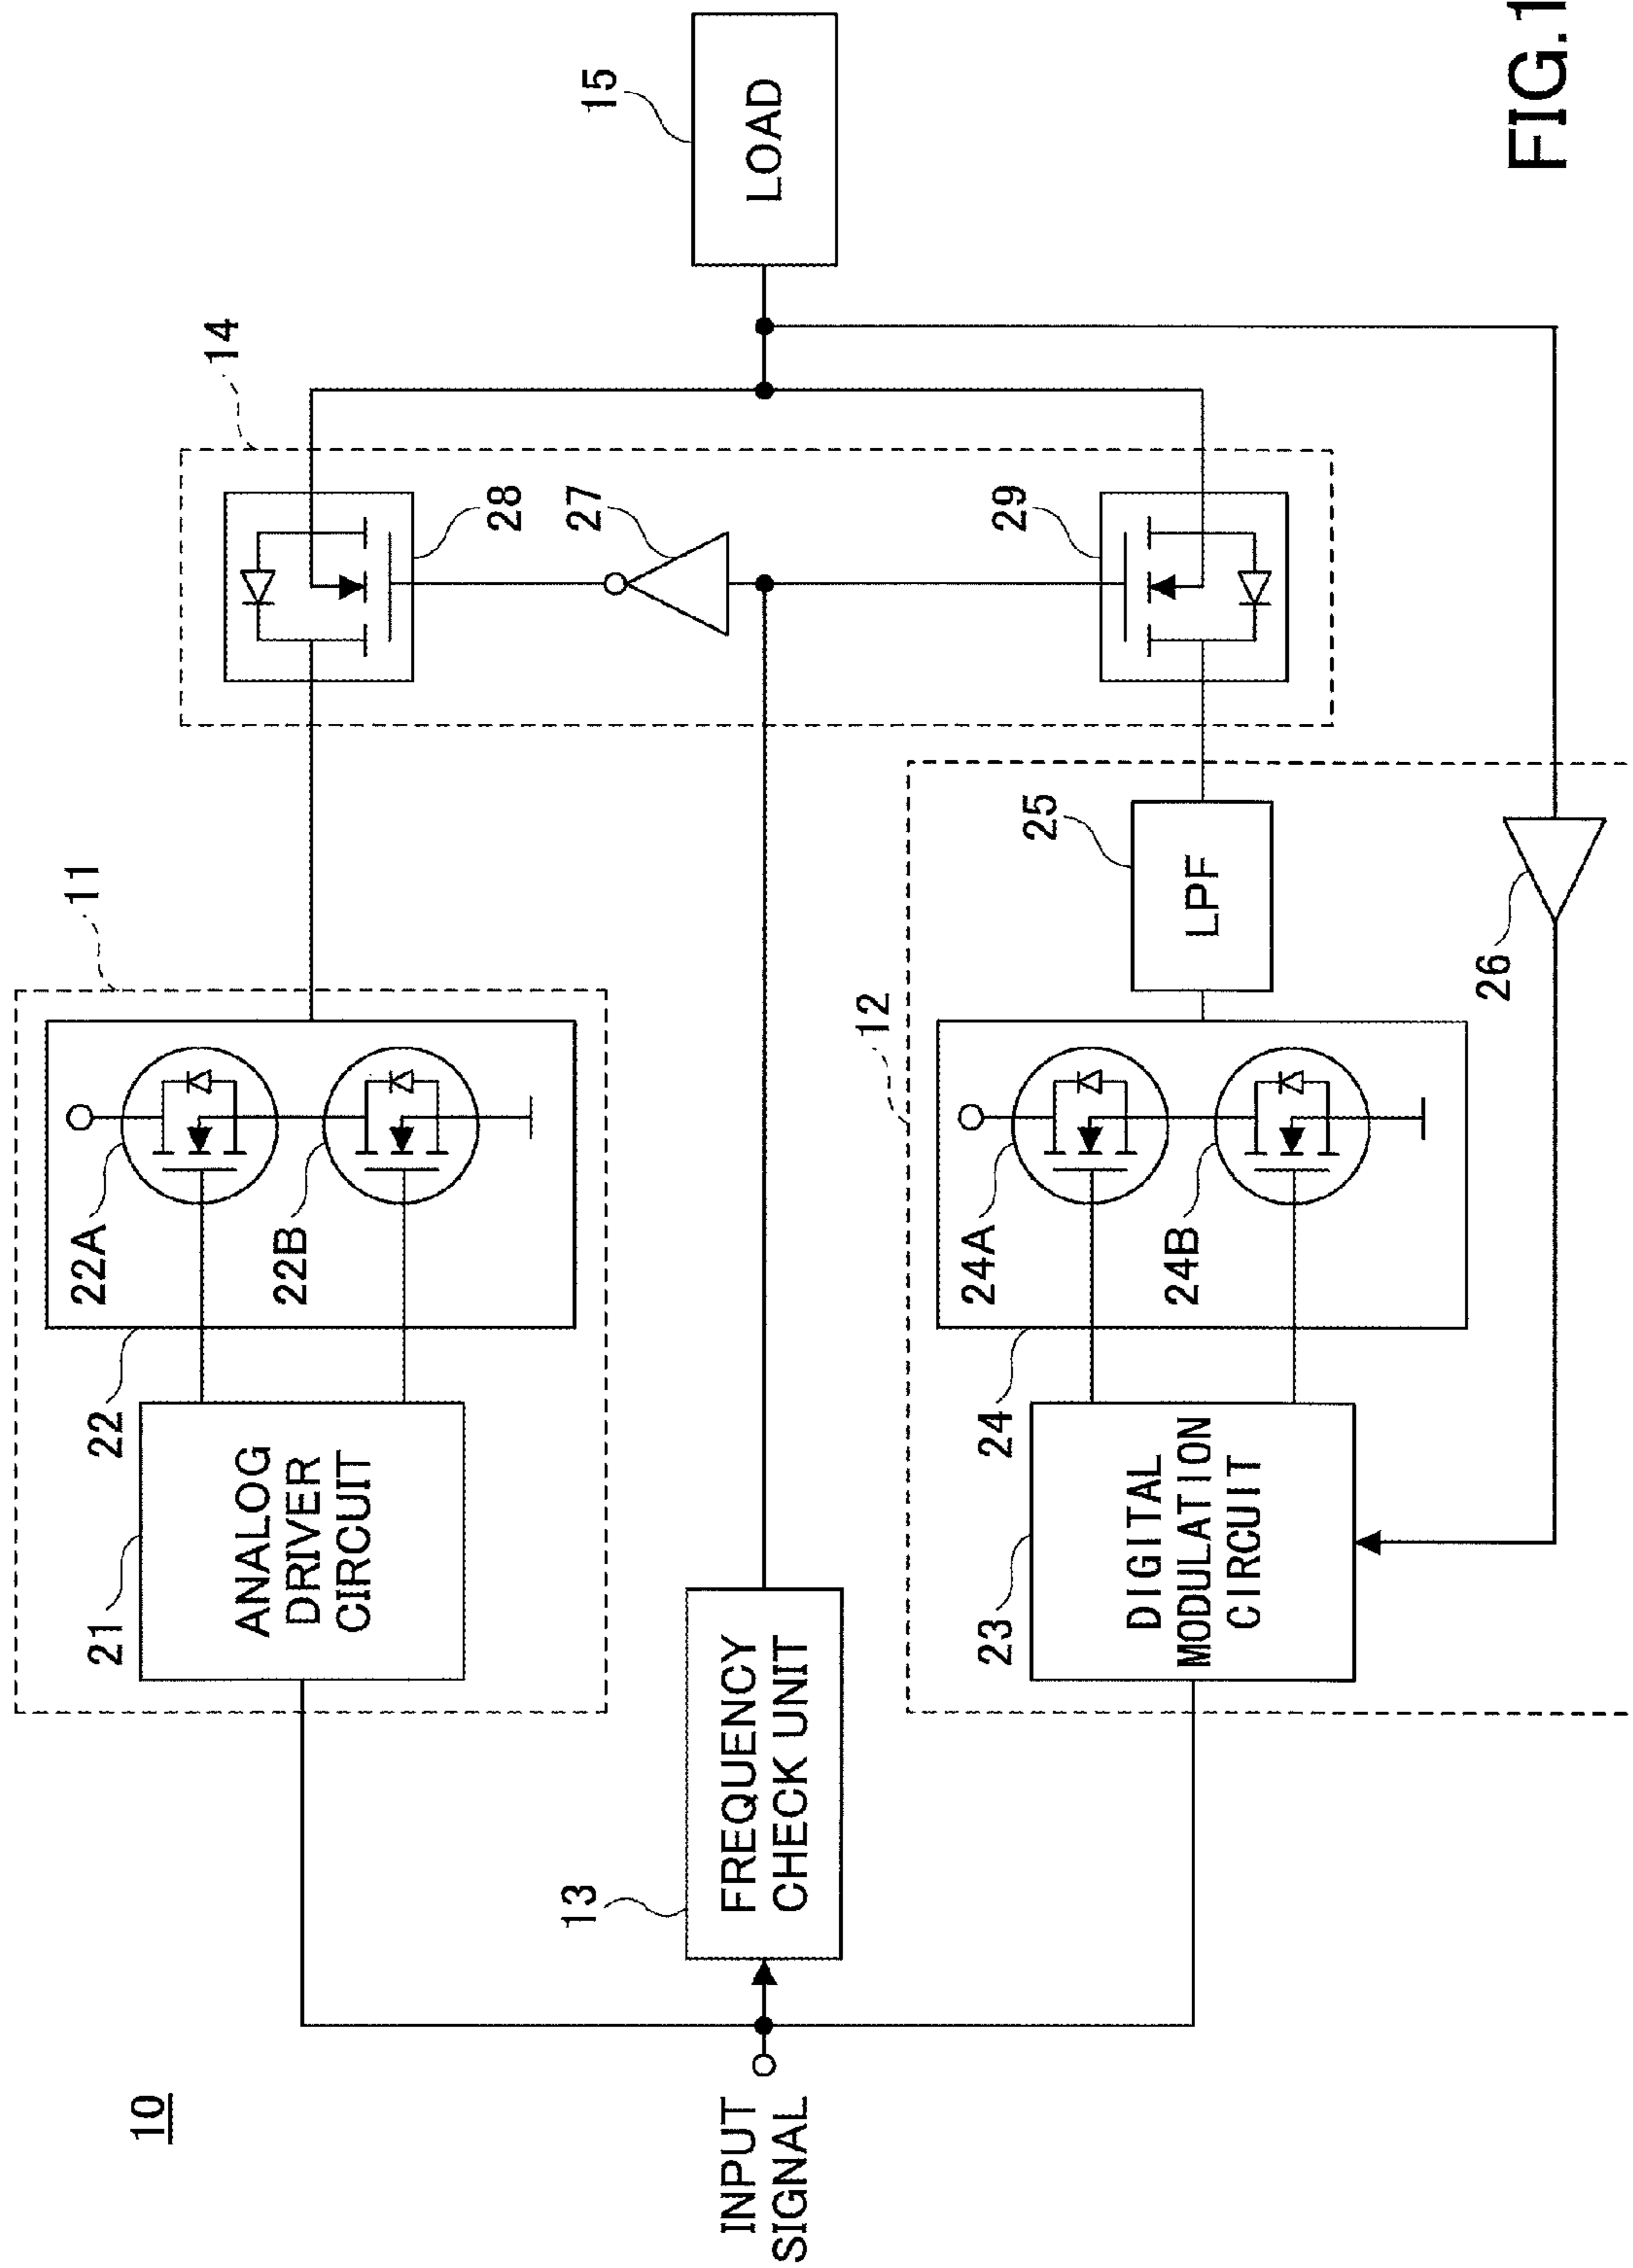 10
INPUT
SIGNAL
13
FREQUENCY
CHECK UNIT
11
21
ANALOG
DRIVER
CIRCUIT
22
22A
22B
12
23
DIGITAL
MODULATION
CIRCUIT
24
24A
24B
25
LPF
26
14
28
27
29
15
LOAD
FIG.1